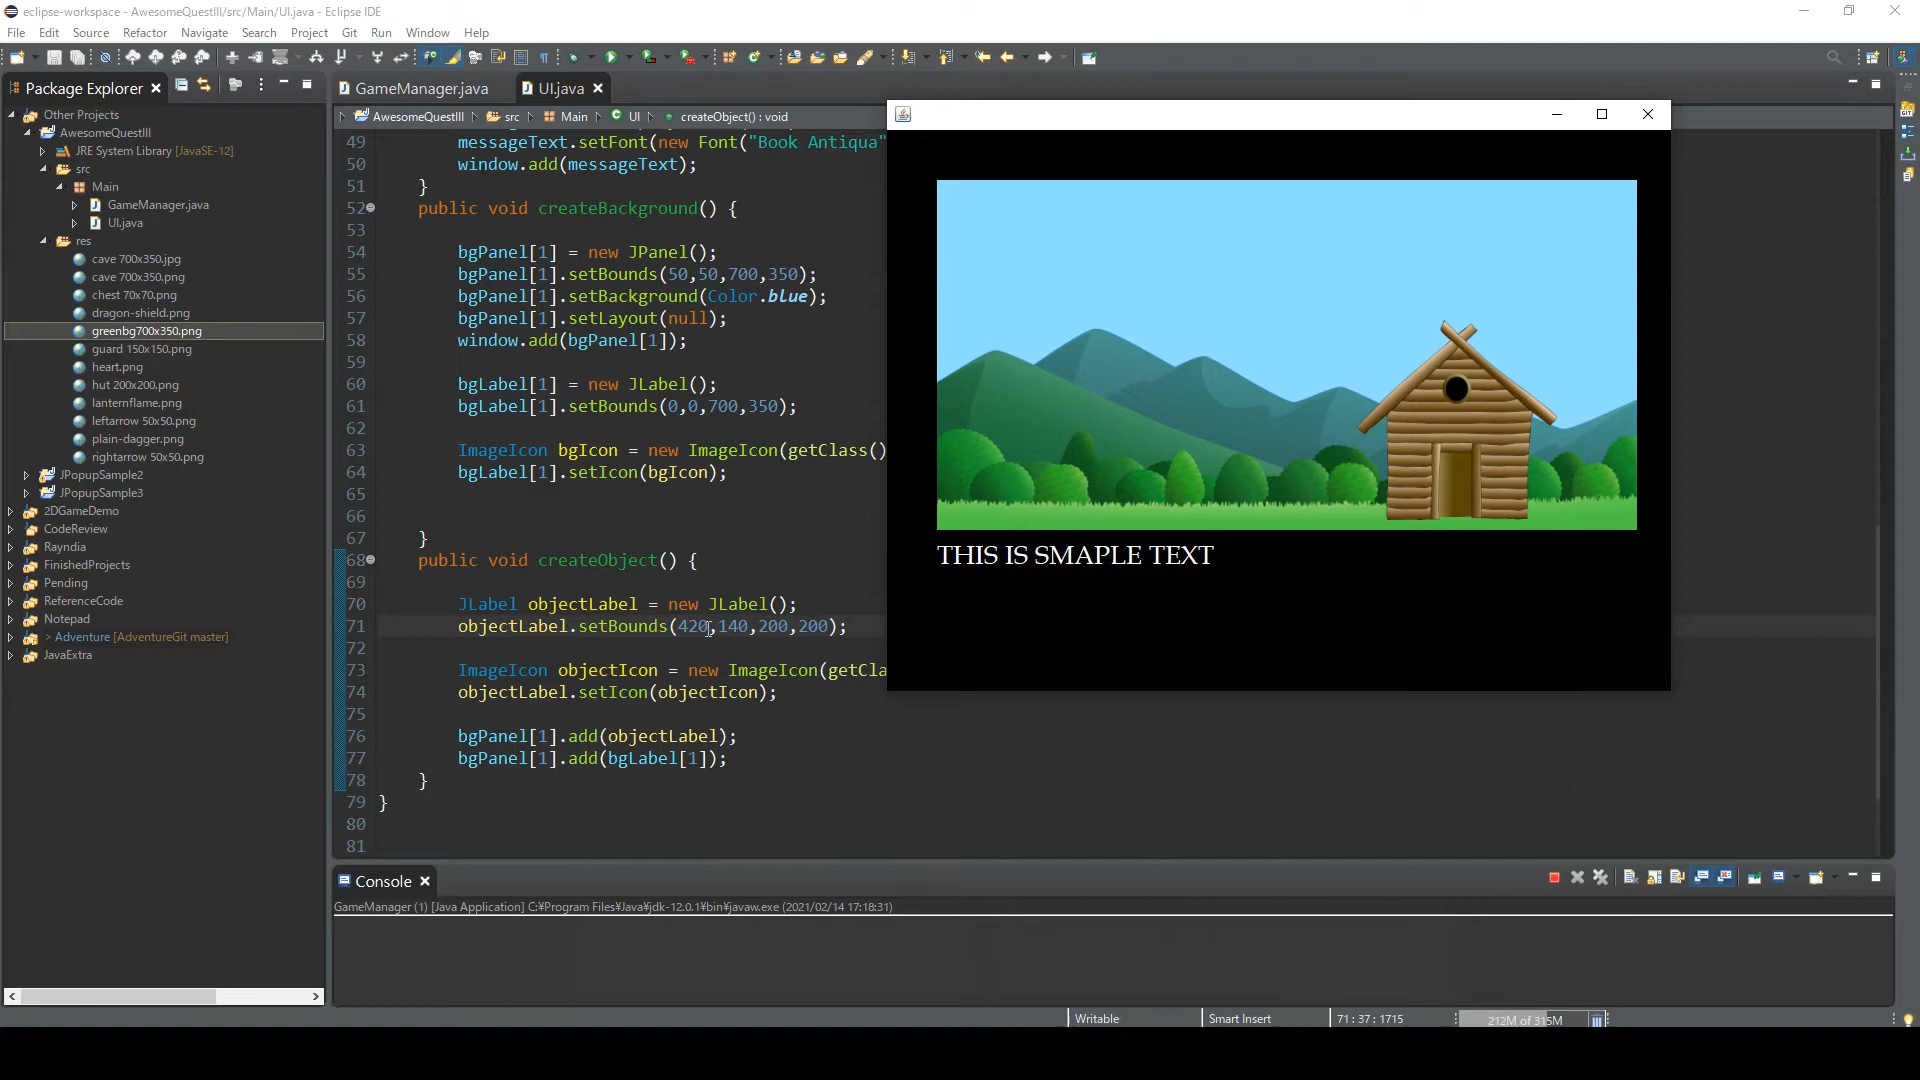 eclipse-workspace - AwesomeQuestIII/src/Main/UI.java - Eclipse IDE
File Edit Source Refactor Navigate Search Project Git Run Window Help
Package Explorer
Other Projects
AwesomeQuestIII
JRE System Library [JavaSE-12]
src
Main
GameManager.java
UI.java
res
cave 700x350.jpg
cave 700x350.png
chest 70x70.png
dragon-shield.png
greenbg700x350.png
guard 150x150.png
heart.png
hut 200x200.png
lanternflame.png
leftarrow 50x50.png
plain-dagger.png
rightarrow 50x50.png
JPopupSample2
JPopupSample3
2DGameDemo
CodeReview
Rayndia
FinishedProjects
Pending
ReferenceCode
Notepad
> Adventure [AdventureGit master]
JavaExtra
GameManager.java UI.java
AwesomeQuestIII src Main UI createObject() : void
49 messageText.setFont(new Font("Book Antiqua"
50 window.add(messageText);
51 }
52 public void createBackground() {
53
54 bgPanel[1] = new JPanel();
55 bgPanel[1].setBounds(50,50,700,350);
56 bgPanel[1].setBackground(Color.blue);
57 bgPanel[1].setLayout(null);
58 window.add(bgPanel[1]);
59
60 bgLabel[1] = new JLabel();
61 bgLabel[1].setBounds(0,0,700,350);
62
63 ImageIcon bgIcon = new ImageIcon(getClass()
64 bgLabel[1].setIcon(bgIcon);
65
66
67 }
68 public void createObject() {
69
70 JLabel objectLabel = new JLabel();
71 objectLabel.setBounds(420,140,200,200);
72
73 ImageIcon objectIcon = new ImageIcon(getCla
74 objectLabel.setIcon(objectIcon);
75
76 bgPanel[1].add(objectLabel);
77 bgPanel[1].add(bgLabel[1]);
78 }
79 }
80
81
THIS IS SMAPLE TEXT
Console
GameManager (1) [Java Application] C:¥Program Files¥Java¥jdk-12.0.1¥bin¥javaw.exe (2021/02/14 17:18:31)
Writable Smart Insert 71 : 37 : 1715 212M of 315M